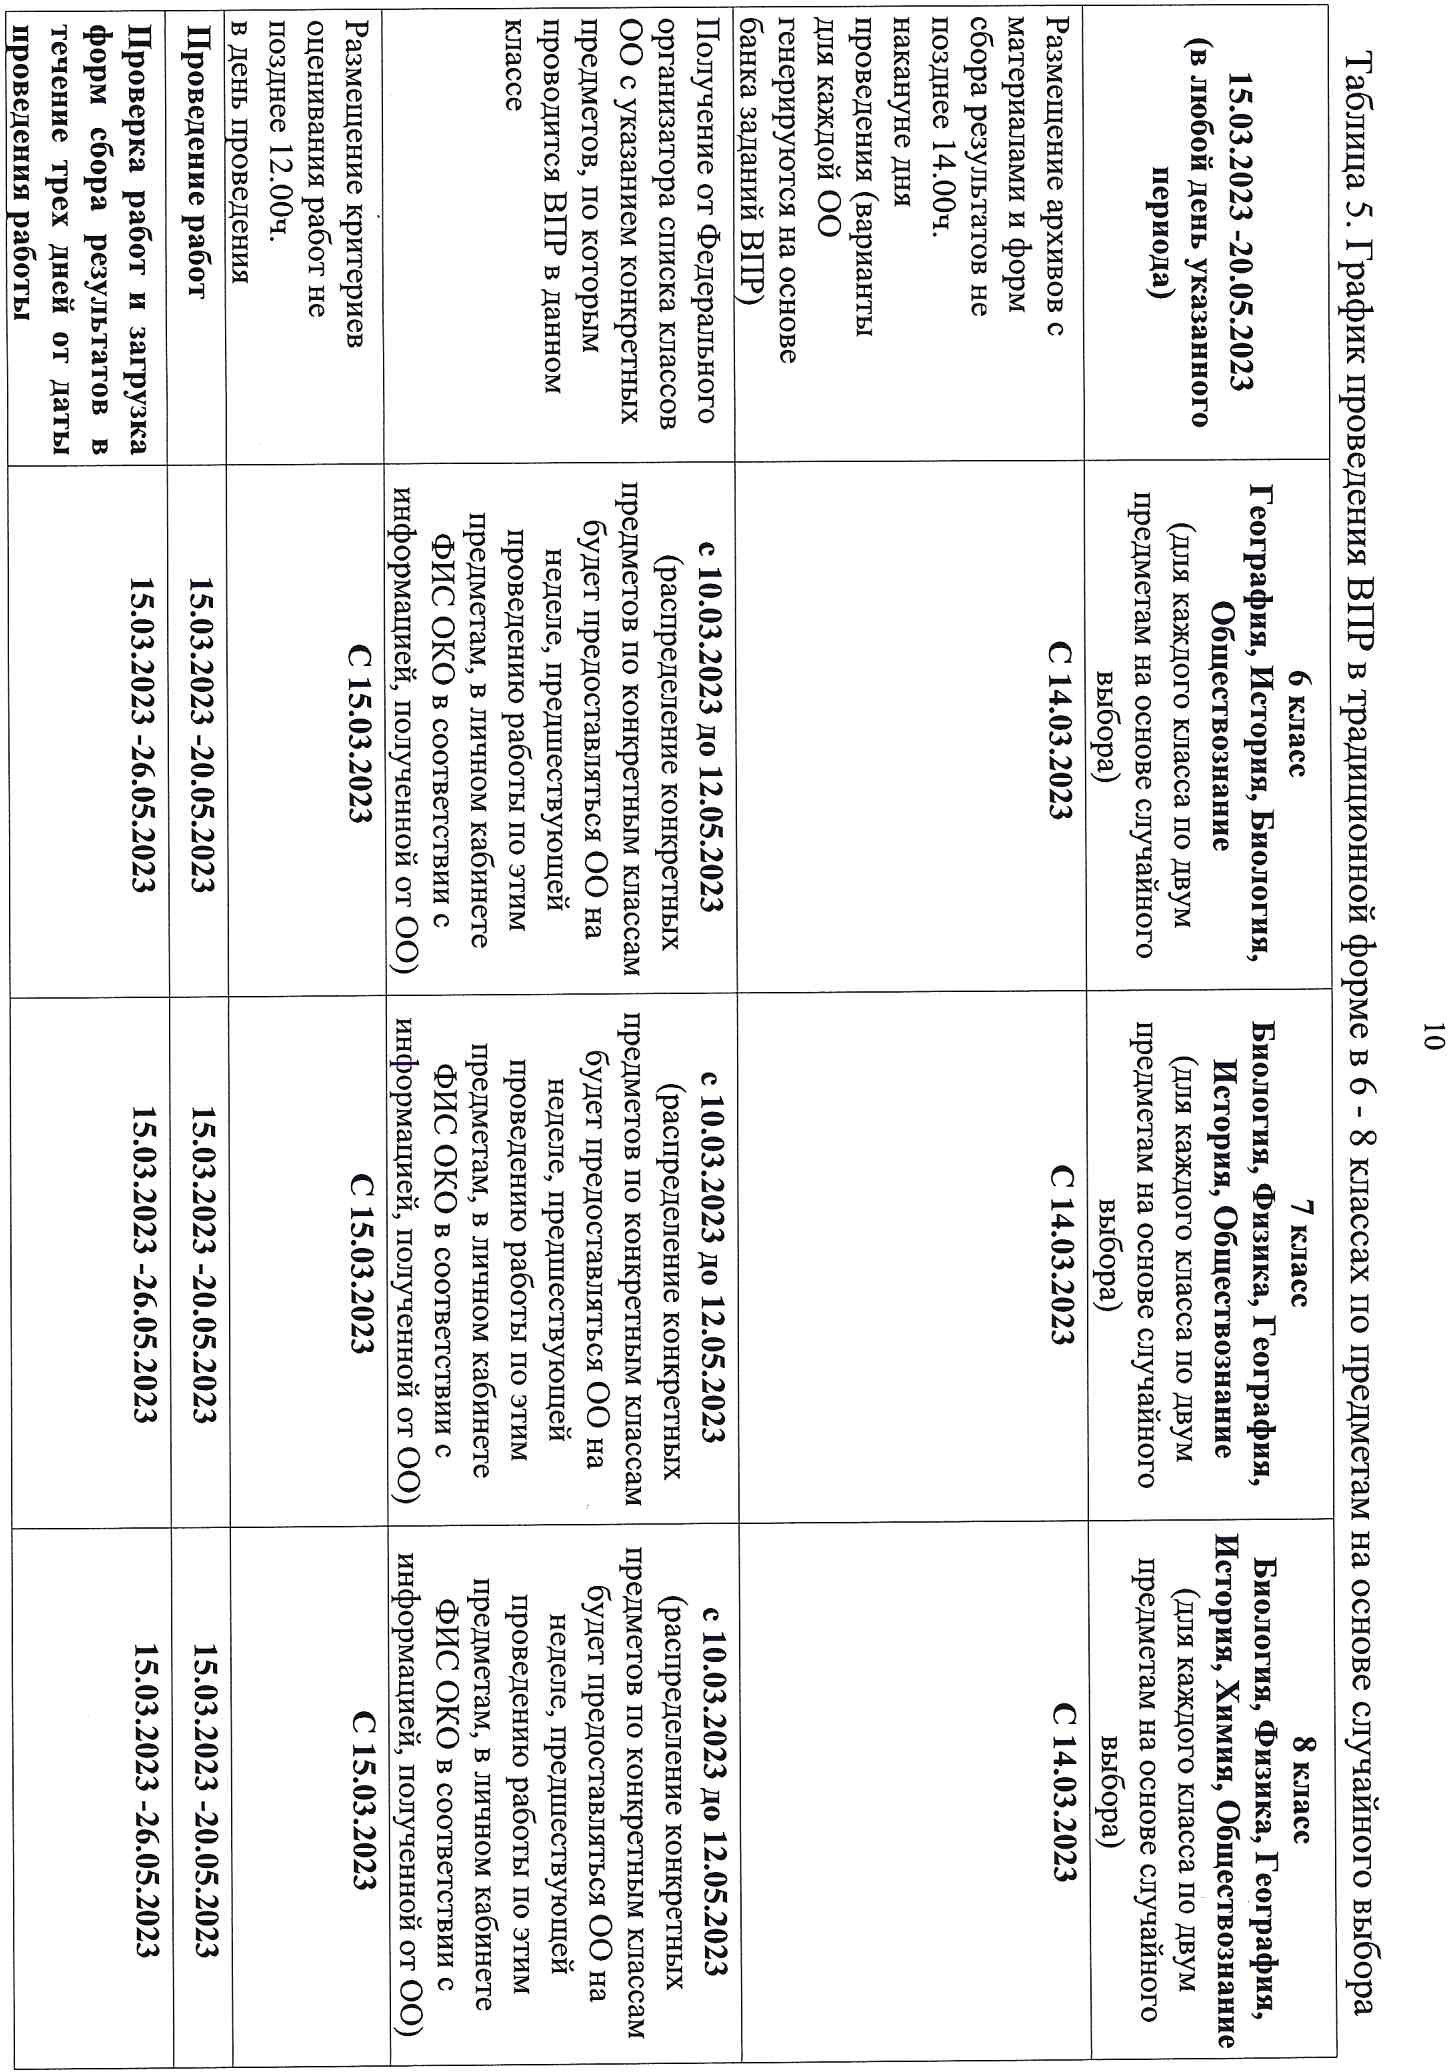 10
Таблица 5. График проведения ВПР в традиционной форме в 6 - 8 классах по предметам на основе случайного выбора
15.03.2023 -20.05.2023
(в любой день указанного
периода)
6 класс
География, История, Биология,
Обществознание
(для каждого класса по двум
предметам на основе случайного
выбора)
7 класс
Биология, Физика, География,
История, Обществознание
(для каждого класса по двум
предметам на основе случайного
выбора)
8 класс
Биология, Физика, География,
История, Химия, Обществознание
(для каждого класса по двум
предметам на основе случайного
выбора)
Размещение архивов с
материалами и форм
сбора результатов не
позднее 14.00ч.
накануне дня
проведения (варианты
для каждой ОО
генерируются на основе
банка заданий ВПР)
С 14.03.2023
С 14.03.2023
С 14.03.2023
Получение от Федерального
организатора списка классов
ОО с указанием конкретных
предметов, по которым
проводится ВПР в данном
классе
с 10.03.2023 до 12.05.2023
(распределение конкретных
предметов по конкретным классам
будет предоставляться ОО на
неделе, предшествующей
проведению работы по этим
предметам, в личном кабинете
ФИС ОКО в соответствии с
информацией, полученной от ОО)
с 10.03.2023 до 12.05.2023
(распределение конкретных
предметов по конкретным классам
будет предоставляться ОО на
неделе, предшествующей
проведению работы по этим
предметам, в личном кабинете
ФИС ОКО в соответствии с
информацией, полученной от ОО)
с 10.03.2023 до 12.05.2023
(распределение конкретных
предметов по конкретным классам
будет предоставляться ОО на
неделе, предшествующей
проведению работы по этим
предметам, в личном кабинете
ФИС ОКО в соответствии с
информацией, полученной от ОО)
Размещение критериев
оценивания работ не
позднее 12.00ч.
в день проведения
С 15.03.2023
С 15.03.2023
С 15.03.2023
Проведение работ
15.03.2023 -20.05.2023
15.03.2023 -20.05.2023
15.03.2023 -20.05.2023
Проверка работ и загрузка
форм сбора результатов в
течение трех дней от даты
проведения работы
15.03.2023 -26.05.2023
15.03.2023 -26.05.2023
15.03.2023 -26.05.2023